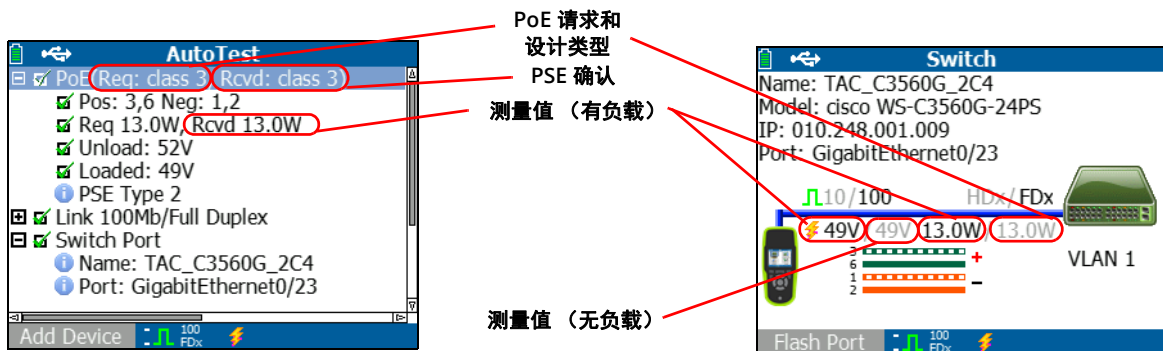 AutoTest
PoE (Req: class 3, Rcvd: class 3)
Pos: 3,6 Neg: 1,2
Req 13.0W, Rcvd 13.0W
Unload: 52V
Loaded: 49V
PSE Type 2
Link 100Mb/Full Duplex
Switch Port
Name: TAC_C3560G_2C4
Port: GigabitEthernet0/23
Add Device
100
FDx
PoE 请求和
设计类型
PSE 确认
测量值 （有负载）
测量值 （无负载）
Switch
Name: TAC_C3560G_2C4
Model: cisco WS-C3560G-24PS
IP: 010.248.001.009
Port: GigabitEthernet0/23
10/100 HDx/FDx
49V/49V 13.0W/13.0W
3
6
+
1
2
−
VLAN 1
Flash Port
100
FDx